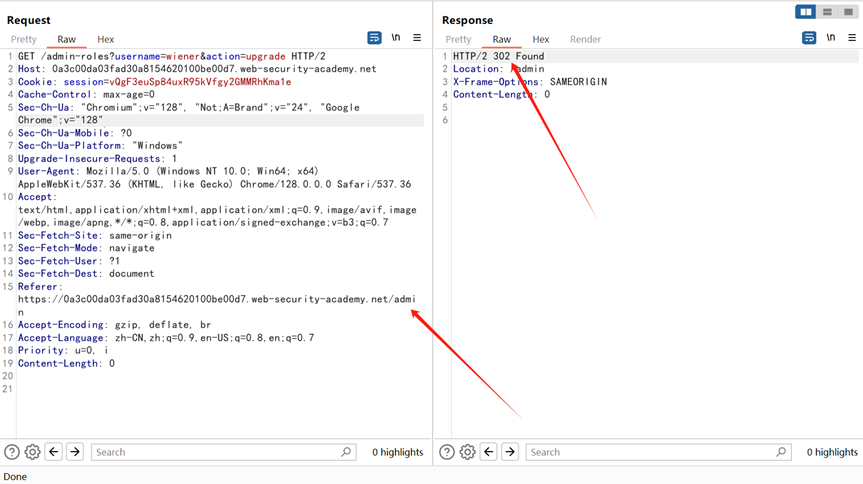 Request
Pretty Raw Hex
\n
1 GET /admin-roles?username=wiener&action=upgrade HTTP/2
2 Host: 0a3c00da03fad30a8154620100be00d7.web-security-academy.net
3 Cookie: session=vQgF3euSp84uxR95kVfgy2GMMRhKma1e
4 Cache-Control: max-age=0
5 Sec-Ch-Ua: "Chromium";v="128", "Not;A=Brand";v="24", "Google
Chrome";v="128"
6 Sec-Ch-Ua-Mobile: ?0
7 Sec-Ch-Ua-Platform: "Windows"
8 Upgrade-Insecure-Requests: 1
9 User-Agent: Mozilla/5.0 (Windows NT 10.0; Win64; x64)
AppleWebKit/537.36 (KHTML, like Gecko) Chrome/128.0.0.0 Safari/537.36
10 Accept:
text/html,application/xhtml+xml,application/xml;q=0.9,image/avif,image
/webp,image/apng,*/*;q=0.8,application/signed-exchange;v=b3;q=0.7
11 Sec-Fetch-Site: same-origin
12 Sec-Fetch-Mode: navigate
13 Sec-Fetch-User: ?1
14 Sec-Fetch-Dest: document
15 Referer:
https://0a3c00da03fad30a8154620100be00d7.web-security-academy.net/admi
n
16 Accept-Encoding: gzip, deflate, br
17 Accept-Language: zh-CN,zh;q=0.9,en-US;q=0.8,en;q=0.7
18 Priority: u=0, i
19 Content-Length: 0
20
21
Search
0 highlights
Response
Pretty Raw Hex Render
\n
1 HTTP/2 302 Found
2 Location: /admin
3 X-Frame-Options: SAMEORIGIN
4 Content-Length: 0
5
6
Search
0 highlights
Done